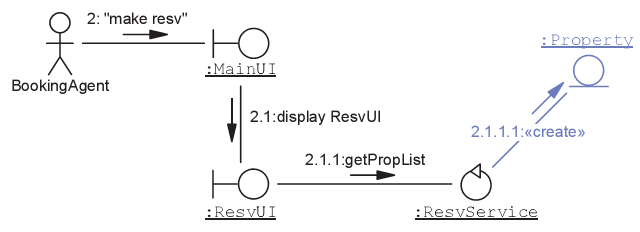 2: "make resv"
:Property
BookingAgent
:MainUI
2.1:display ResvUI
2.1.1.1:«create»
2.1.1:getPropList
:ResvUI
:ResvService